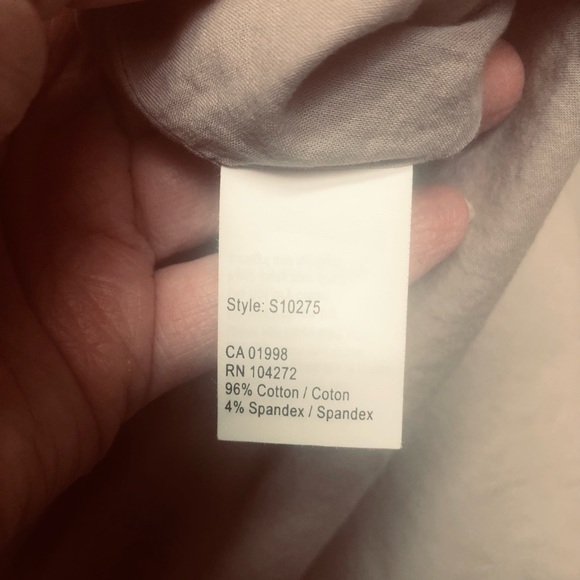 Style: S10275
CA 01998
RN 104272
96% Cotton / Coton
4% Spandex / Spandex